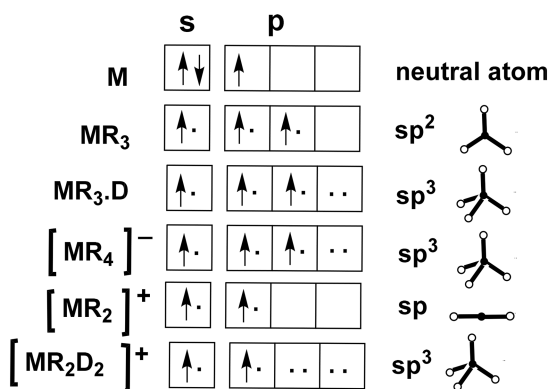 s p
M neutral atom
MR₃ sp²
MR₃.D sp³
[MR₄]⁻ sp³
[MR₂]⁺ sp
[MR₂D₂]⁺ sp³